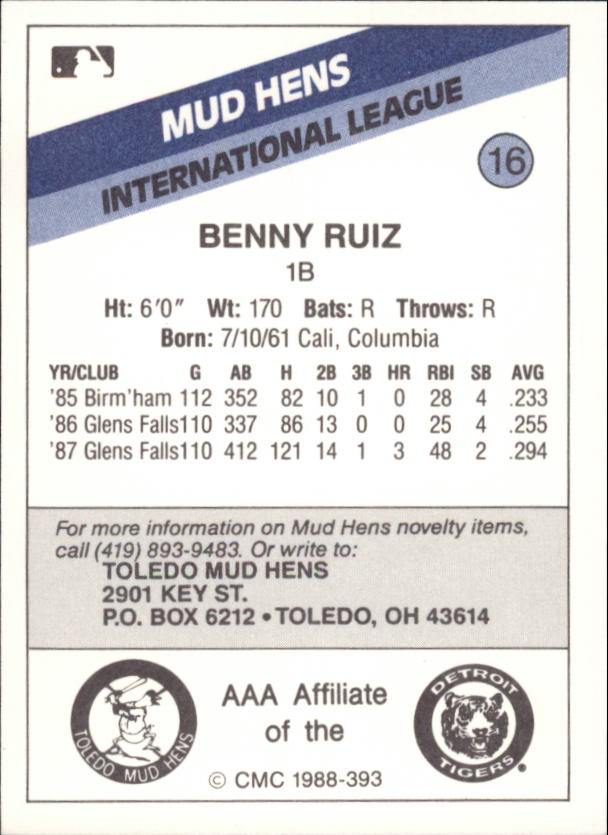 MUD HENS
INTERNATIONAL LEAGUE
16
BENNY RUIZ
1B
Ht: 6'0" Wt: 170 Bats: R Throws: R
Born: 7/10/61 Cali, Columbia
YR/CLUB G AB H 2B 3B HR RBI SB AVG
'85 Birm'ham 112 352 82 10 1 0 28 4 .233
'86 Glens Falls110 337 86 13 0 0 25 4 .255
'87 Glens Falls110 412 121 14 1 3 48 2 .294
For more information on Mud Hens novelty items,
call (419) 893-9483. Or write to:
TOLEDO MUD HENS
2901 KEY ST.
P.O. BOX 6212 • TOLEDO, OH 43614
TOLEDO MUD HENS
AAA Affiliate
of the
© CMC 1988-393
DETROIT
TIGERS®